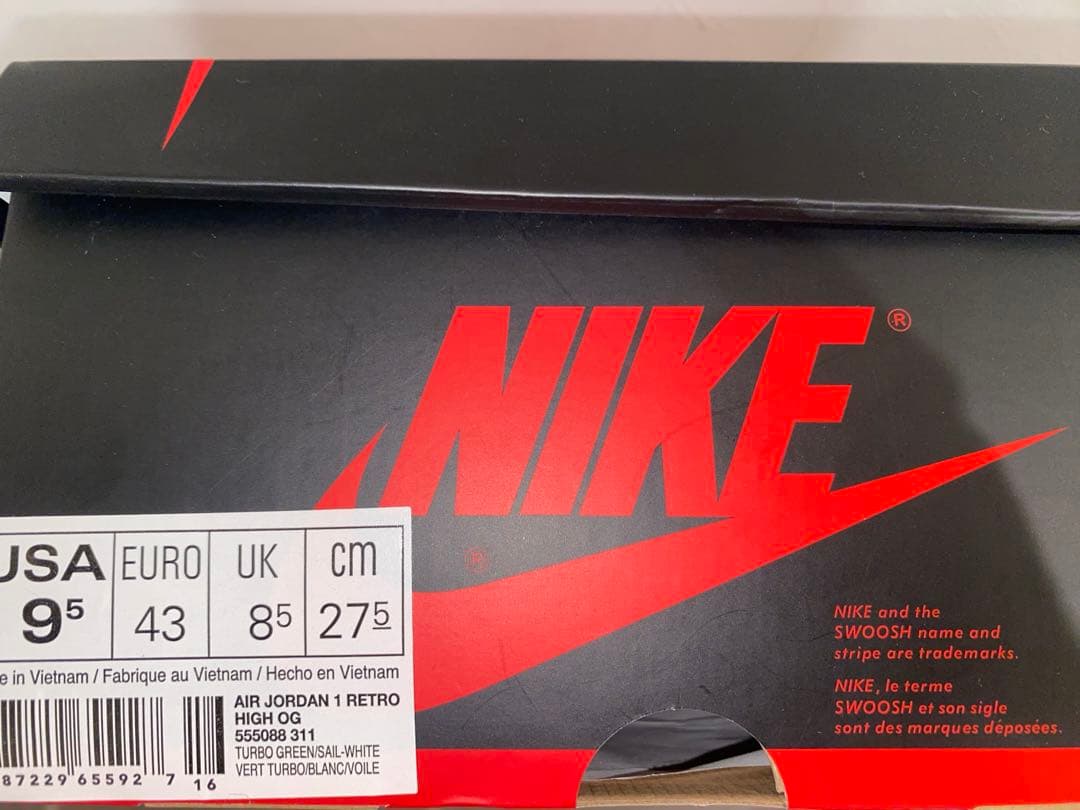 NIKE®
®
USA EURO UK cm
9⁵ 43 8⁵ 27⁵
e in Vietnam / Fabrique au Vietnam / Hecho en Vietnam
AIR JORDAN 1 RETRO
HIGH OG
555088 311
TURBO GREEN/SAIL-WHITE
VERT TURBO/BLANC/VOILE
87229 65592 7 16
NIKE and the
SWOOSH name and
stripe are trademarks.
NIKE, le terme
SWOOSH et son sigle
sont des marques déposées.